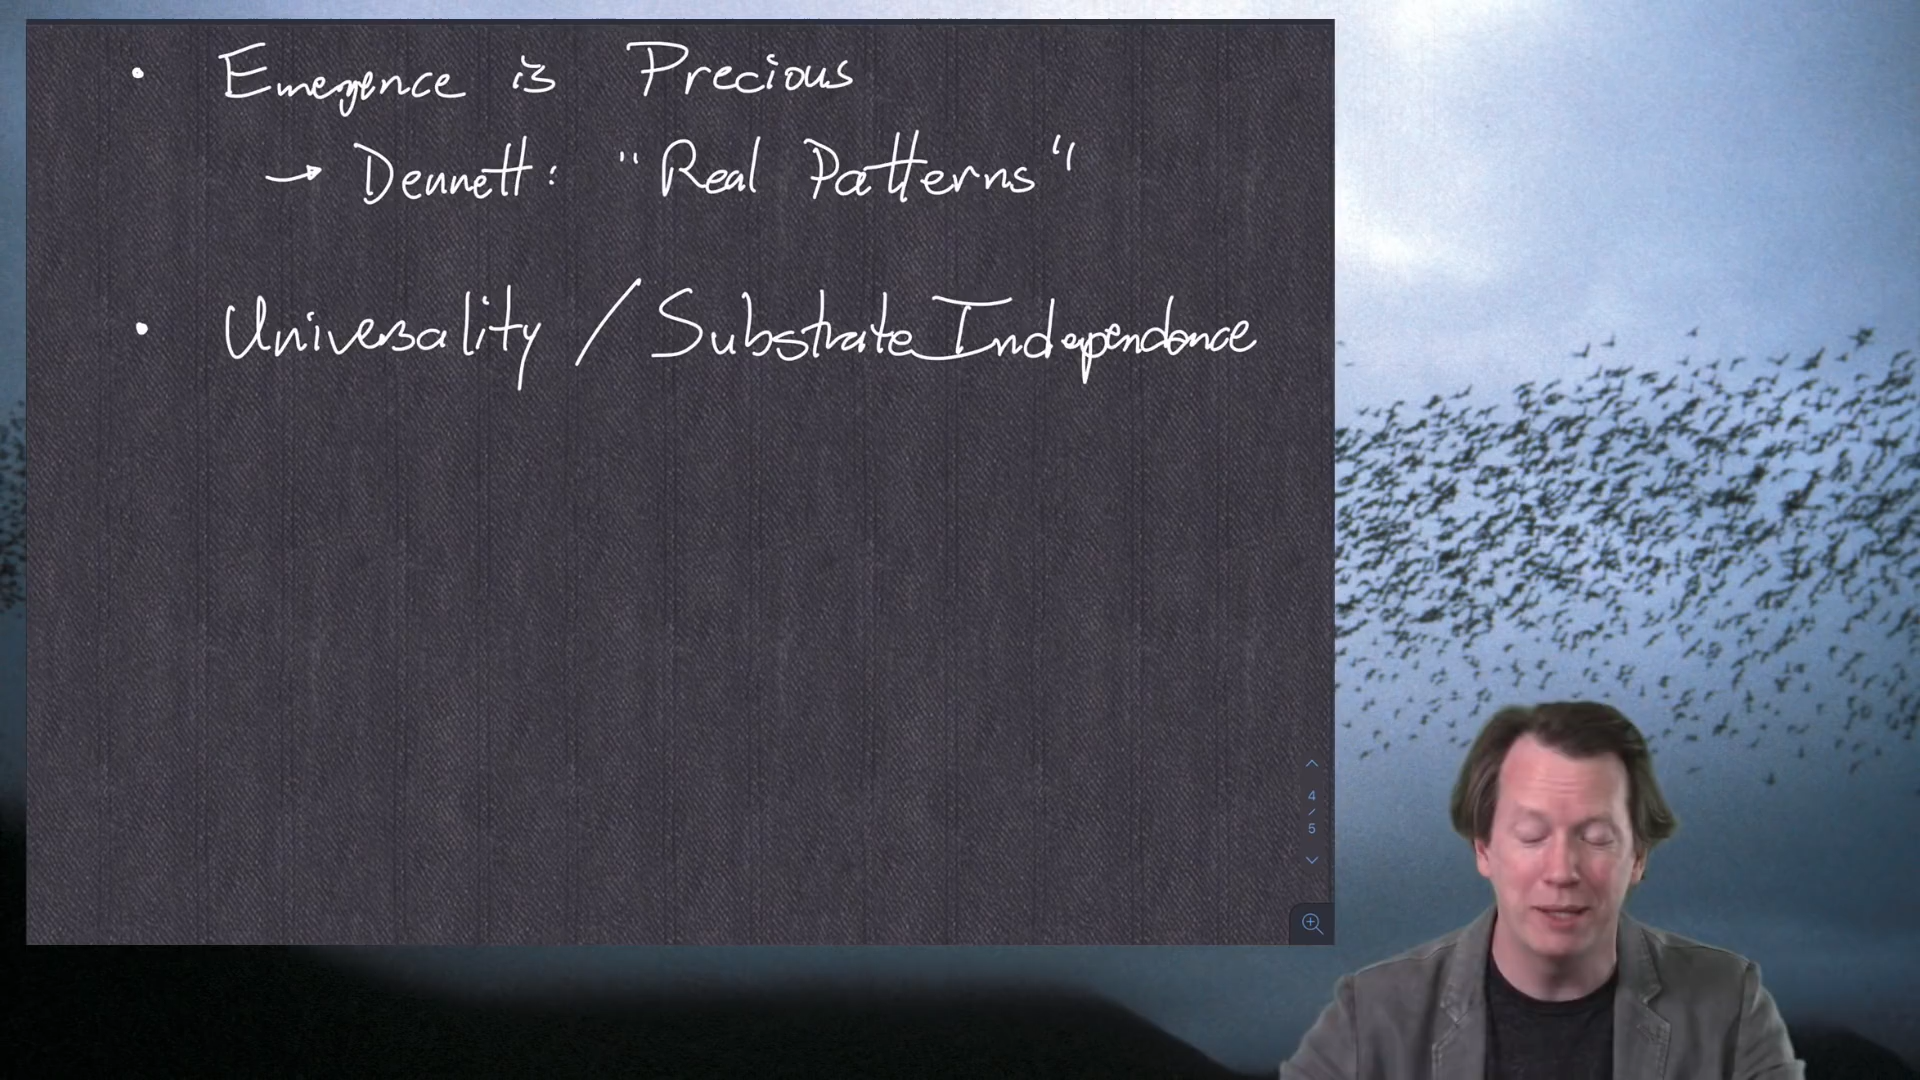 • Emergence is Precious
→ Dennett: "Real Patterns"
• Universality / Substrate Independence
4
/
5